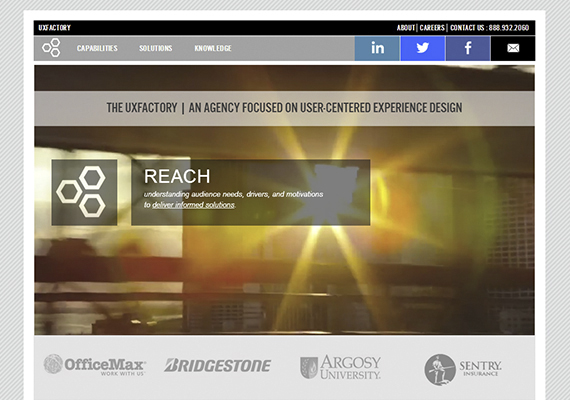 UXFACTORY
ABOUT | CAREERS | CONTACT US : 888.932.2060
CAPABILITIES SOLUTIONS KNOWLEDGE
in f
THE UXFACTORY | AN AGENCY FOCUSED ON USER-CENTERED EXPERIENCE DESIGN
REACH
understanding audience needs, drivers, and motivations
to deliver informed solutions.
OfficeMax
WORK WITH US
BRIDGESTONE
ARGOSY
UNIVERSITY
SENTRY
INSURANCE